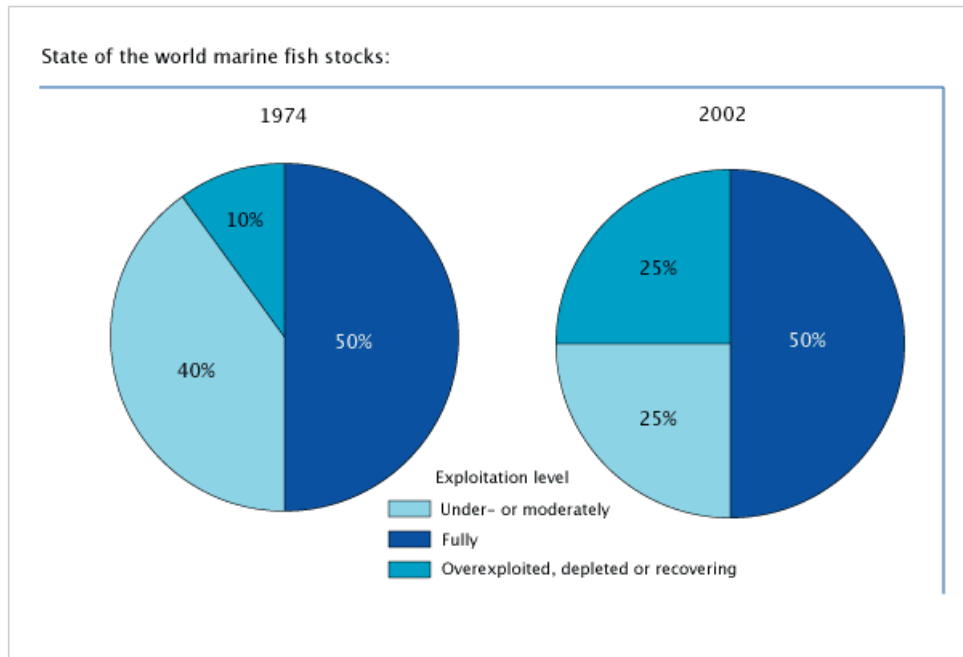 State of the world marine fish stocks:
1974
2002
10%
50%
40%
25%
50%
25%
Exploitation level
Under- or moderately
Fully
Overexploited, depleted or recovering